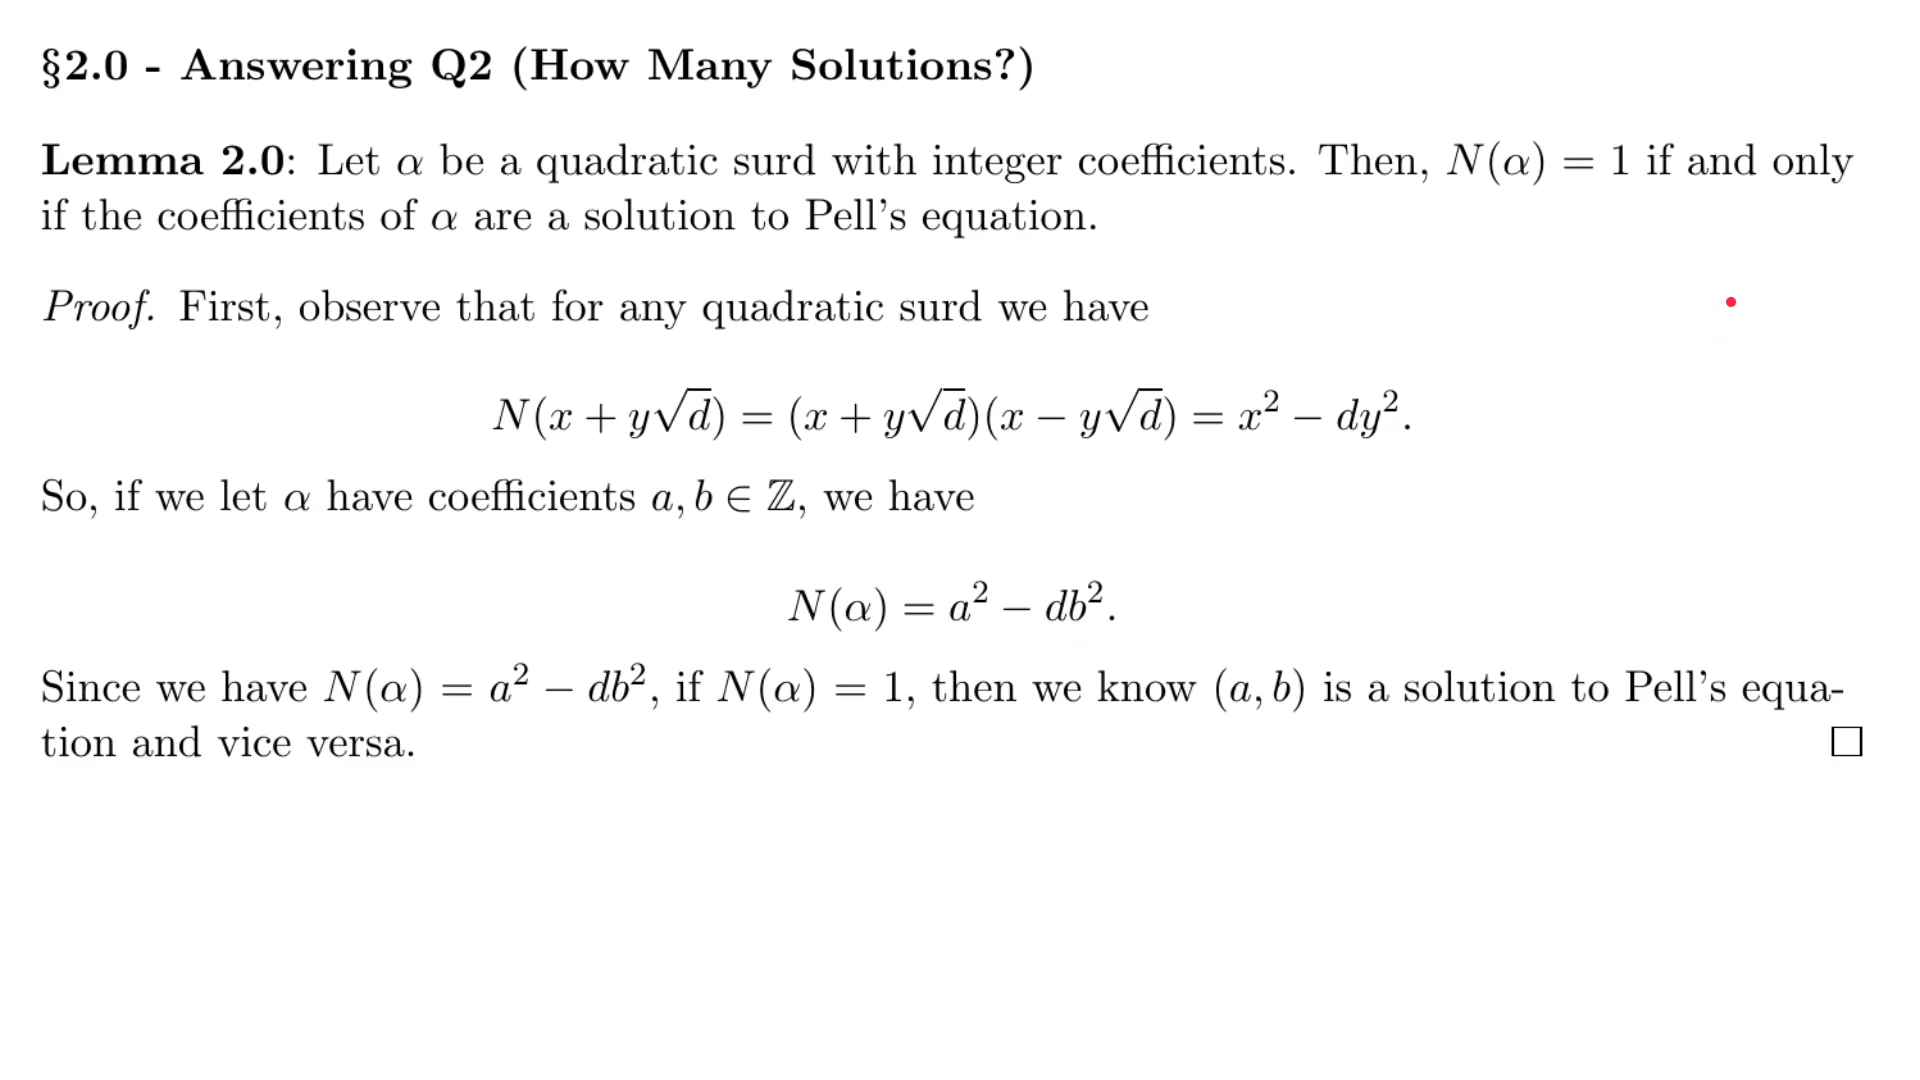 §2.0 - Answering Q2 (How Many Solutions?)
Lemma 2.0: Let α be a quadratic surd with integer coefficients. Then, N(α) = 1 if and only
if the coefficients of α are a solution to Pell's equation.
Proof. First, observe that for any quadratic surd we have
N(x + y√d) = (x + y√d)(x − y√d) = x² − dy².
So, if we let α have coefficients a, b ∈ ℤ, we have
N(α) = a² − db².
Since we have N(α) = a² − db², if N(α) = 1, then we know (a, b) is a solution to Pell's equa-
tion and vice versa. □